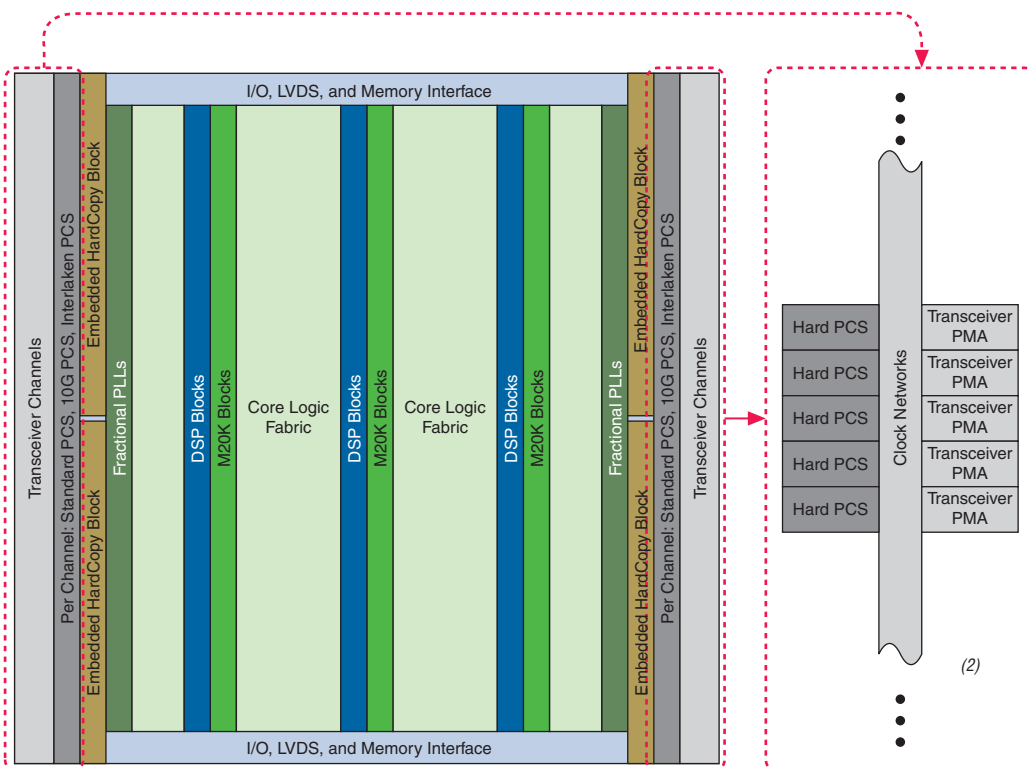 I/O, LVDS, and Memory Interface
Transceiver Channels
Per Channel: Standard PCS, 10G PCS, Interlaken PCS
Embedded HardCopy Block
Embedded HardCopy Block
Fractional PLLs
DSP Blocks
M20K Blocks
Core Logic
Fabric
DSP Blocks
M20K Blocks
Core Logic
Fabric
DSP Blocks
M20K Blocks
Fractional PLLs
Embedded HardCopy Block
Embedded HardCopy Block
Per Channel: Standard PCS, 10G PCS, Interlaken PCS
Transceiver Channels
I/O, LVDS, and Memory Interface
Hard PCS
Hard PCS
Hard PCS
Hard PCS
Hard PCS
Clock Networks
Transceiver
PMA
Transceiver
PMA
Transceiver
PMA
Transceiver
PMA
Transceiver
PMA
(2)